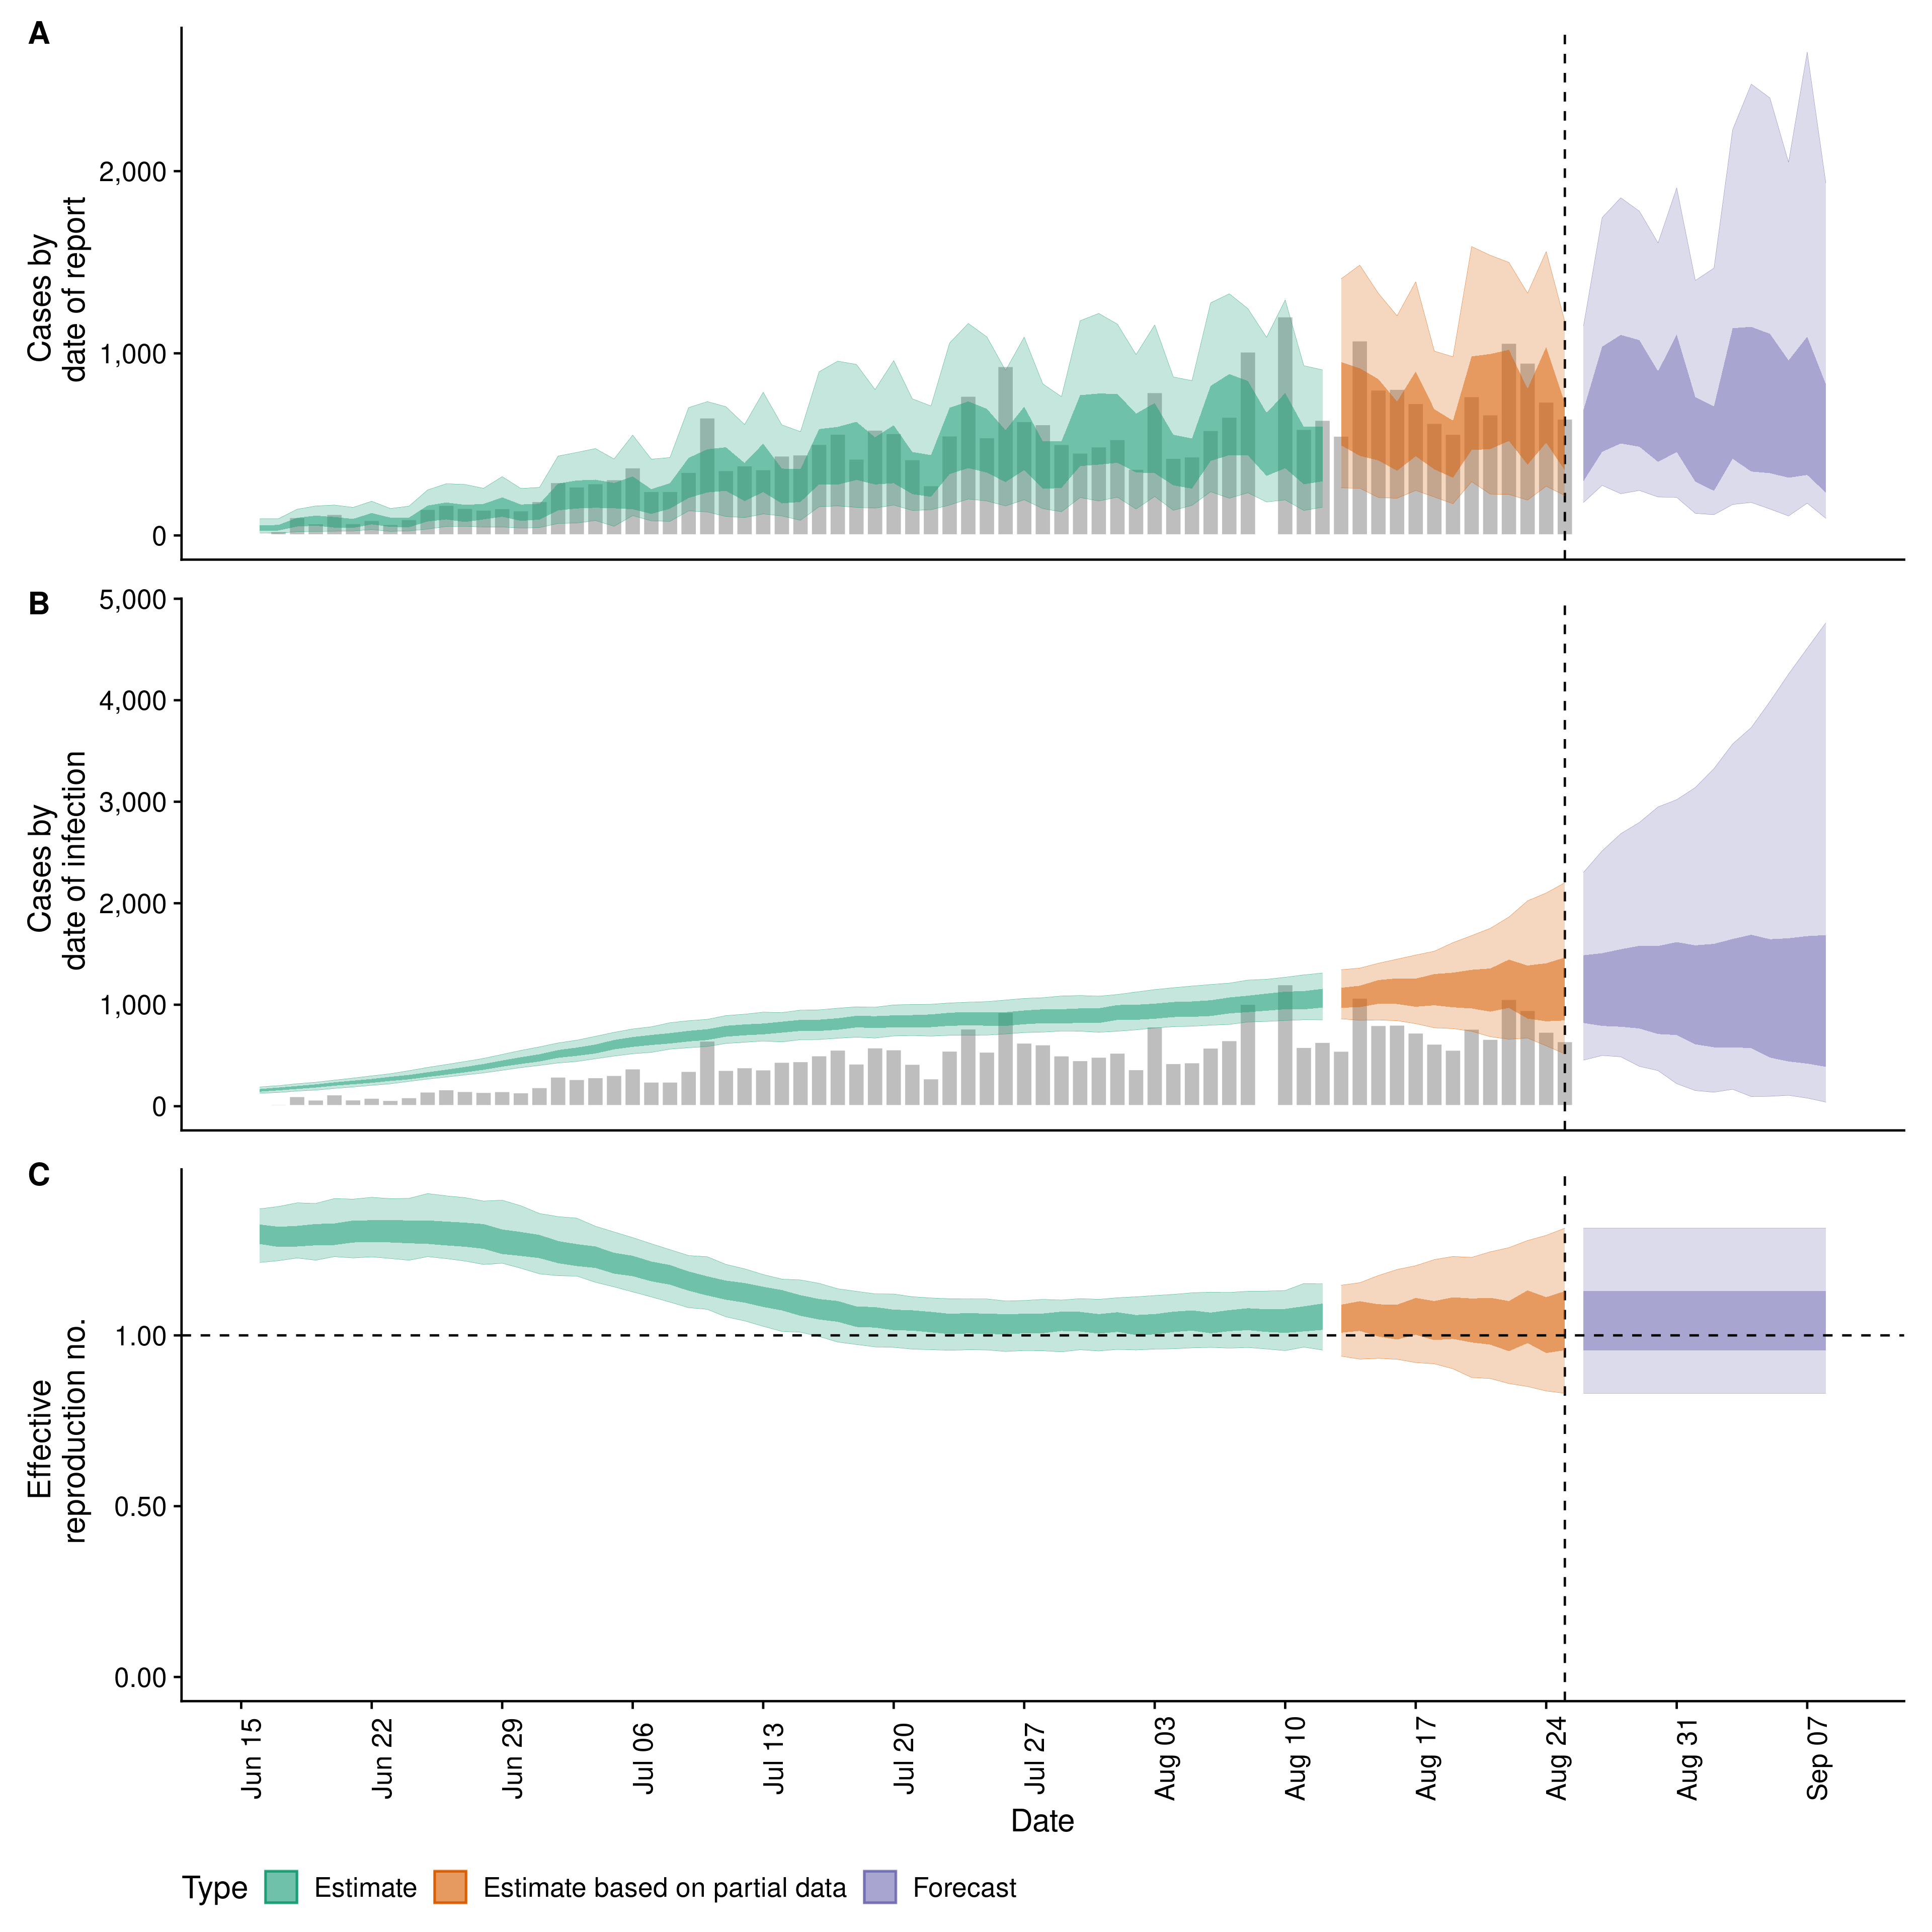 A
Cases by
date of report
2,000
1,000
0
B
Cases by
date of infection
5,000
4,000
3,000
2,000
1,000
0
C
Effective
reproduction no.
1.00
0.50
0.00
Jun 15
Jun 22
Jun 29
Jul 06
Jul 13
Jul 20
Jul 27
Aug 03
Aug 10
Aug 17
Aug 24
Aug 31
Sep 07
Date
Type Estimate Estimate based on partial data Forecast